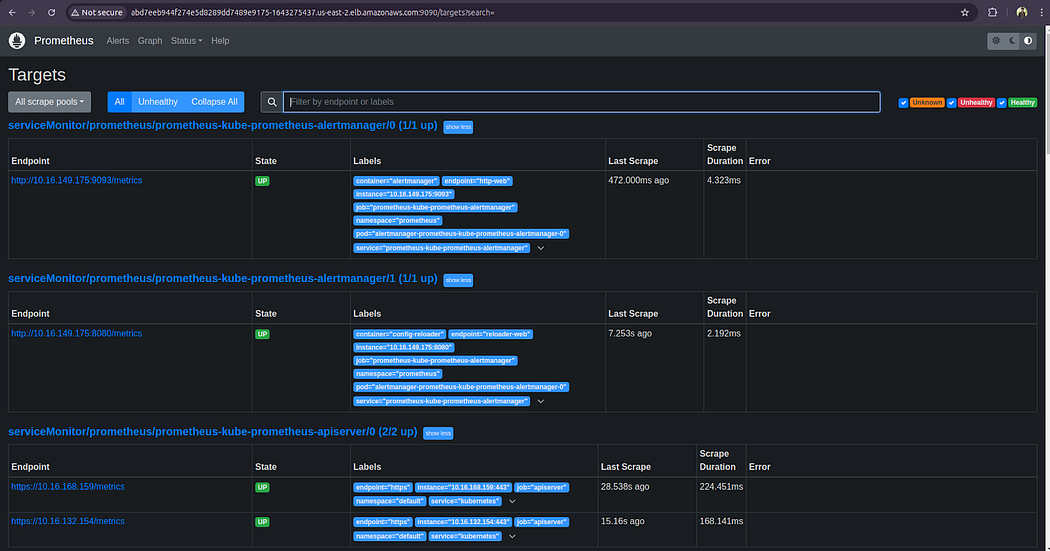 Not secure abd7eeb944f274e5d8289dd7489e9175-1643275437.us-east-2.elb.amazonaws.com:9090/targets?search=
Prometheus Alerts Graph Status Help
Targets
All scrape pools All Unhealthy Collapse All Filter by endpoint or labels Unknown Unhealthy Healthy
serviceMonitor/prometheus/prometheus-kube-prometheus-alertmanager/0 (1/1 up) show less
Endpoint State Labels Last Scrape Scrape Duration Error
http://10.16.149.175:9093/metrics UP container="alertmanager" endpoint="http-web" 472.000ms ago 4.323ms
instance="10.16.149.175:9093"
job="prometheus-kube-prometheus-alertmanager"
namespace="prometheus"
pod="alertmanager-prometheus-kube-prometheus-alertmanager-0"
service="prometheus-kube-prometheus-alertmanager"
serviceMonitor/prometheus/prometheus-kube-prometheus-alertmanager/1 (1/1 up) show less
Endpoint State Labels Last Scrape Scrape Duration Error
http://10.16.149.175:8080/metrics UP container="config-reloader" endpoint="reloader-web" 7.253s ago 2.192ms
instance="10.16.149.175:8080"
job="prometheus-kube-prometheus-alertmanager"
namespace="prometheus"
pod="alertmanager-prometheus-kube-prometheus-alertmanager-0"
service="prometheus-kube-prometheus-alertmanager"
serviceMonitor/prometheus/prometheus-kube-prometheus-apiserver/0 (2/2 up) show less
Endpoint State Labels Last Scrape Scrape Duration Error
https://10.16.168.159/metrics UP endpoint="https" instance="10.16.168.159:443" job="apiserver" 28.538s ago 224.451ms
namespace="default" service="kubernetes"
https://10.16.132.154/metrics UP endpoint="https" instance="10.16.132.154:443" job="apiserver" 15.16s ago 168.141ms
namespace="default" service="kubernetes"